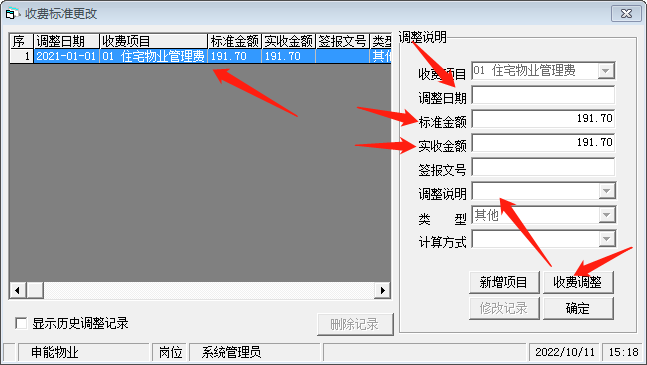 收费标准更改
序 调整日期 收费项目 标准金额 实收金额 签报文号 类型
1 2021-01-01 01 住宅物业管理费 191.70 191.70 其他
显示历史调整记录
删除记录
调整说明
收费项目 01 住宅物业管理费
调整日期
标准金额 191.70
实收金额 191.70
签报文号
调整说明
类 型 其他
计算方式
新增项目 收费调整
修改记录 确定
申能物业 岗位 系统管理员 2022/10/11 15:18